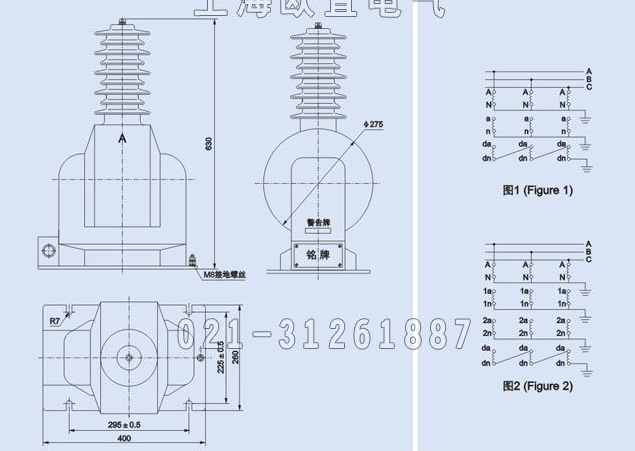 上海欧宜电气
A
630
φ275
警告牌
铭牌
M8接地螺丝
R7
021-31261887
225±0.5
260
295±0.5
400
A
B
C
A A A
N N N
a a a
n n n
da da da
dn dn dn
图1 (Figure 1)
A
B
C
A A A
N N N
1a 1a 1a
1n 1n 1n
2a 2a 2a
2n 2n 2n
da da da
dn dn dn
图2 (Figure 2)